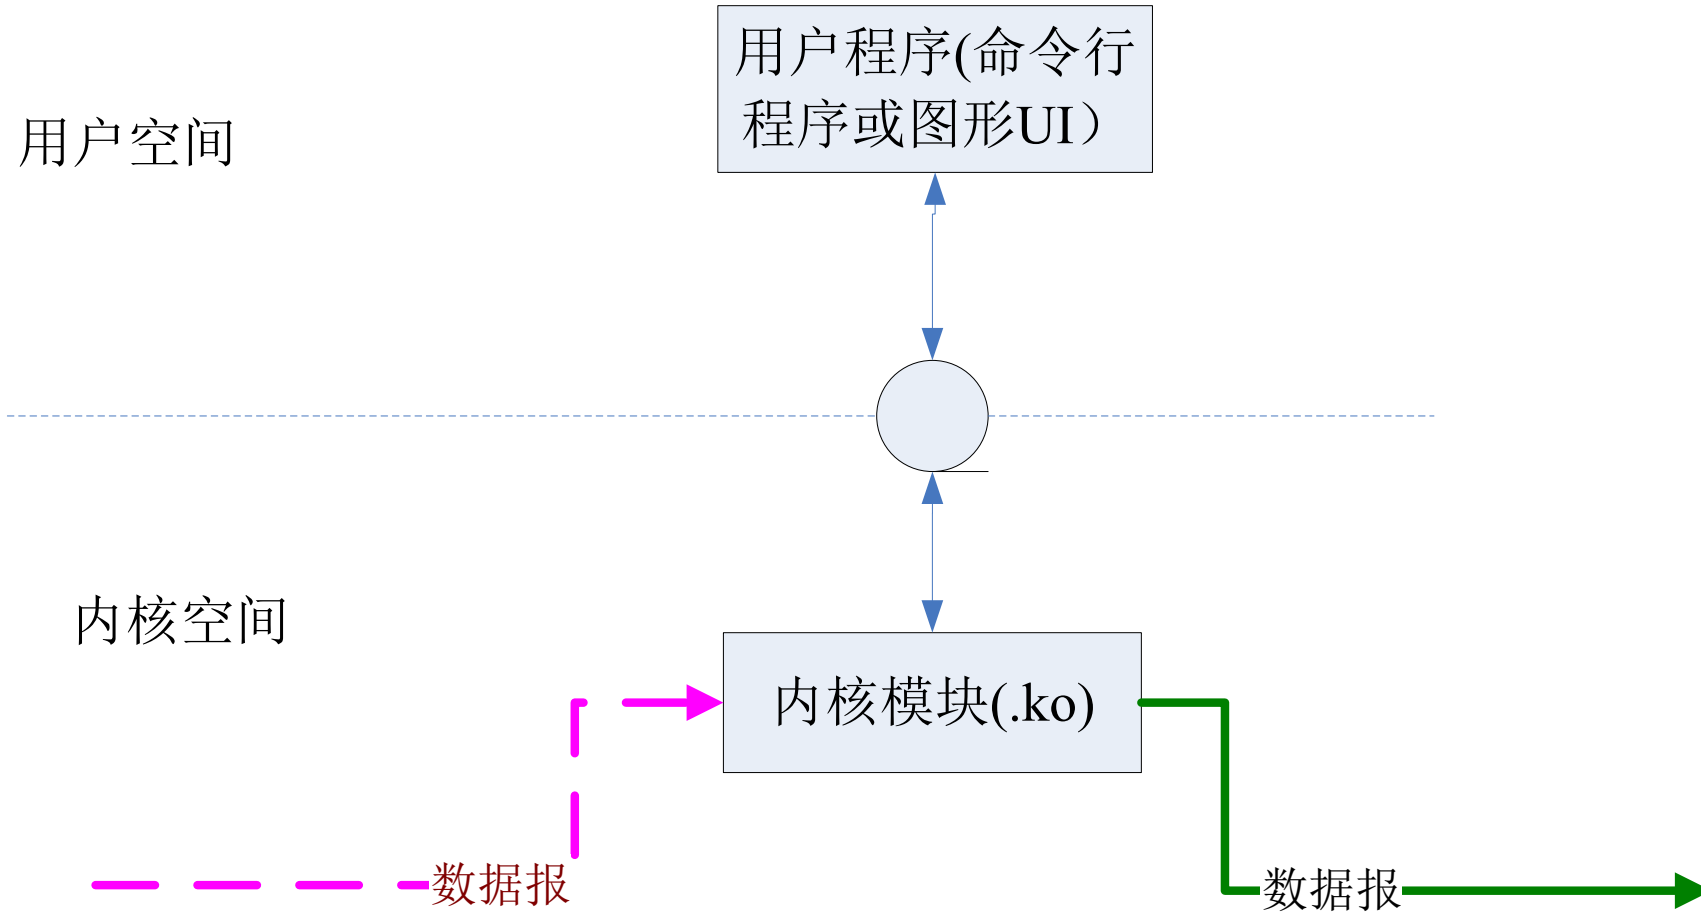 用户程序(命令行
程序或图形UI）
用户空间
内核空间
内核模块(.ko)
数据报
数据报